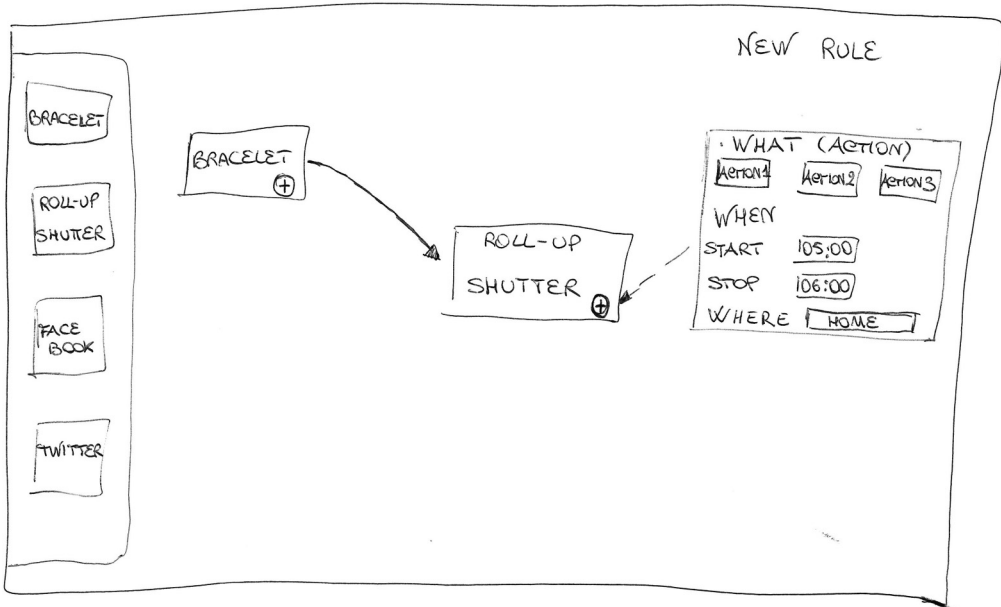 NEW RULE
BRACELET
ROLL-UP
SHUTTER
FACE
BOOK
TWITTER
BRACELET
+
ROLL-UP
SHUTTER
+
· WHAT (ACTION)
ACTION1 ACTION2 ACTION3
WHEN
START 05:00
STOP 06:00
WHERE HOME